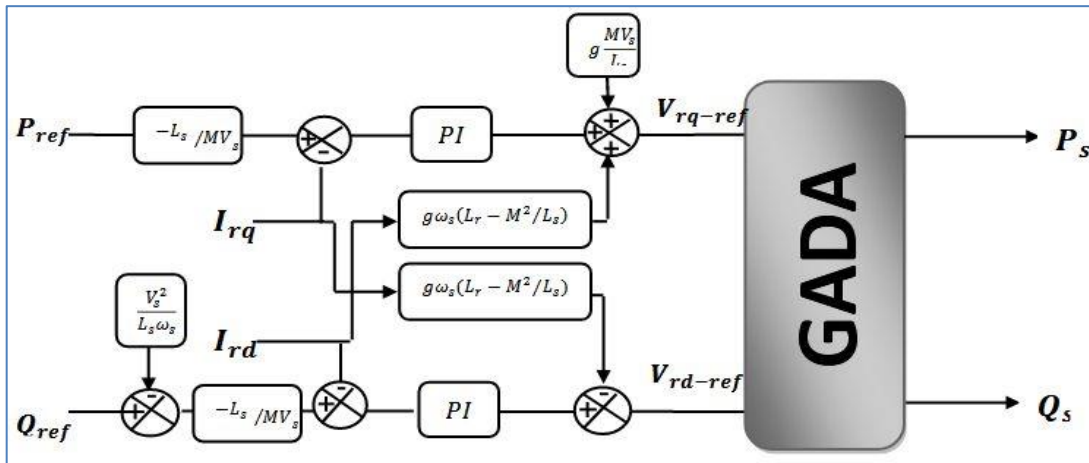 g MV_s
P_ref
-L_s /MV_s
+
-
PI
+
+
+
V_rq-ref
P_s
I_rq
gω_s(L_r − M²/L_s)
gω_s(L_r − M²/L_s)
GADA
V_s²
L_sω_s
I_rd
V_rd-ref
Q_ref
+
-
-L_s /MV_s
+
-
PI
+
-
Q_s